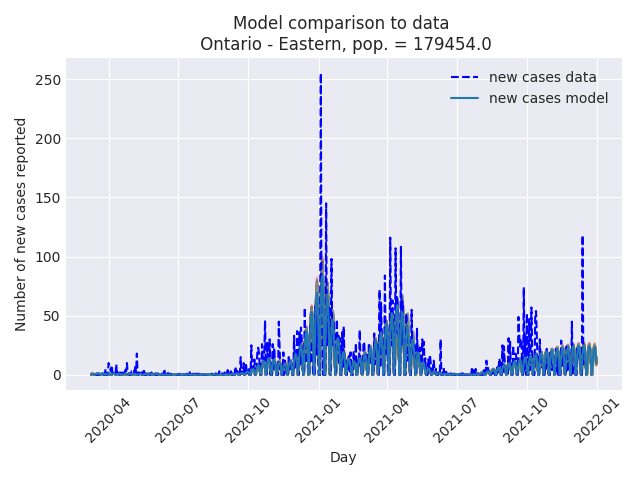 Model comparison to data
Ontario - Eastern, pop. = 179454.0
new cases data
new cases model
Number of new cases reported
250
200
150
100
50
0
2020-04
2020-07
2020-10
2021-01
2021-04
2021-07
2021-10
2022-01
Day